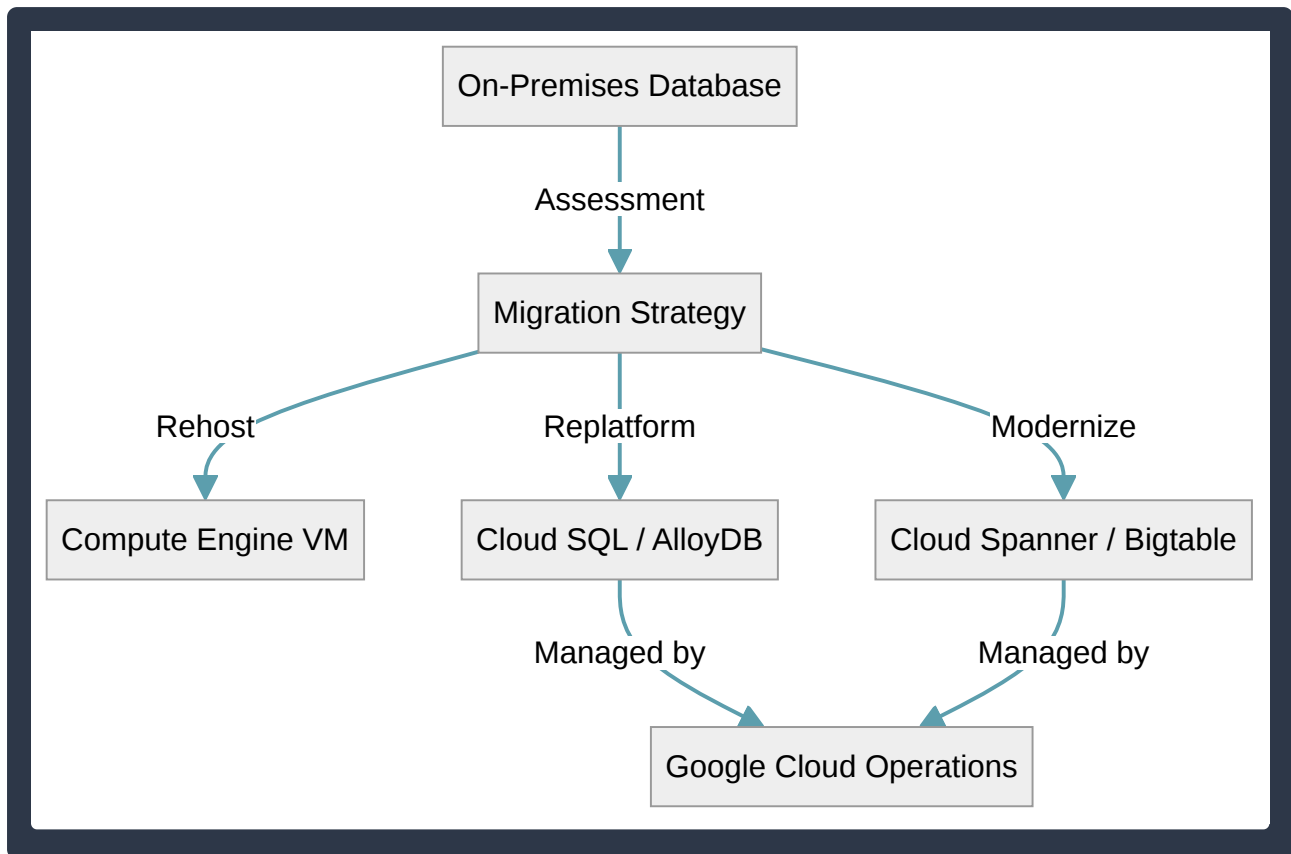 On-Premises Database
Assessment
Migration Strategy
Rehost
Replatform
Modernize
Compute Engine VM
Cloud SQL / AlloyDB
Cloud Spanner / Bigtable
Managed by
Managed by
Google Cloud Operations